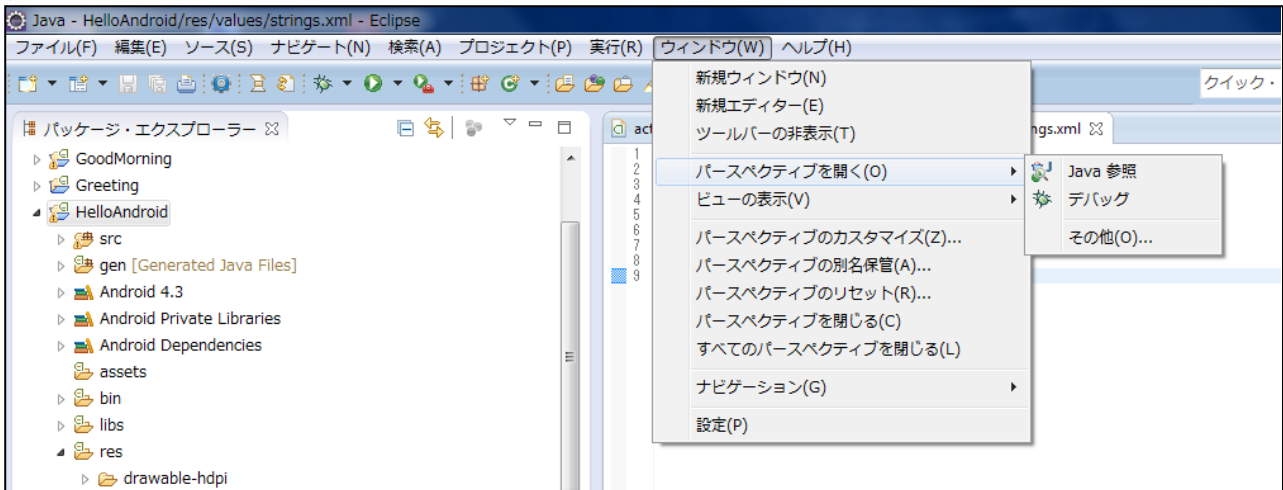 Java - HelloAndroid/res/values/strings.xml - Eclipse
ファイル(F) 編集(E) ソース(S) ナビゲート(N) 検索(A) プロジェクト(P) 実行(R) ウィンドウ(W) ヘルプ(H)
クイック・
パッケージ・エクスプローラー
GoodMorning
Greeting
HelloAndroid
src
gen [Generated Java Files]
Android 4.3
Android Private Libraries
Android Dependencies
assets
bin
libs
res
drawable-hdpi
1
2
3
4
5
6
7
8
9
新規ウィンドウ(N)
新規エディター(E)
ツールバーの非表示(T)
パースペクティブを開く(O)
ビューの表示(V)
パースペクティブのカスタマイズ(Z)...
パースペクティブの別名保管(A)...
パースペクティブのリセット(R)...
パースペクティブを閉じる(C)
すべてのパースペクティブを閉じる(L)
ナビゲーション(G)
設定(P)
Java 参照
デバッグ
その他(O)...